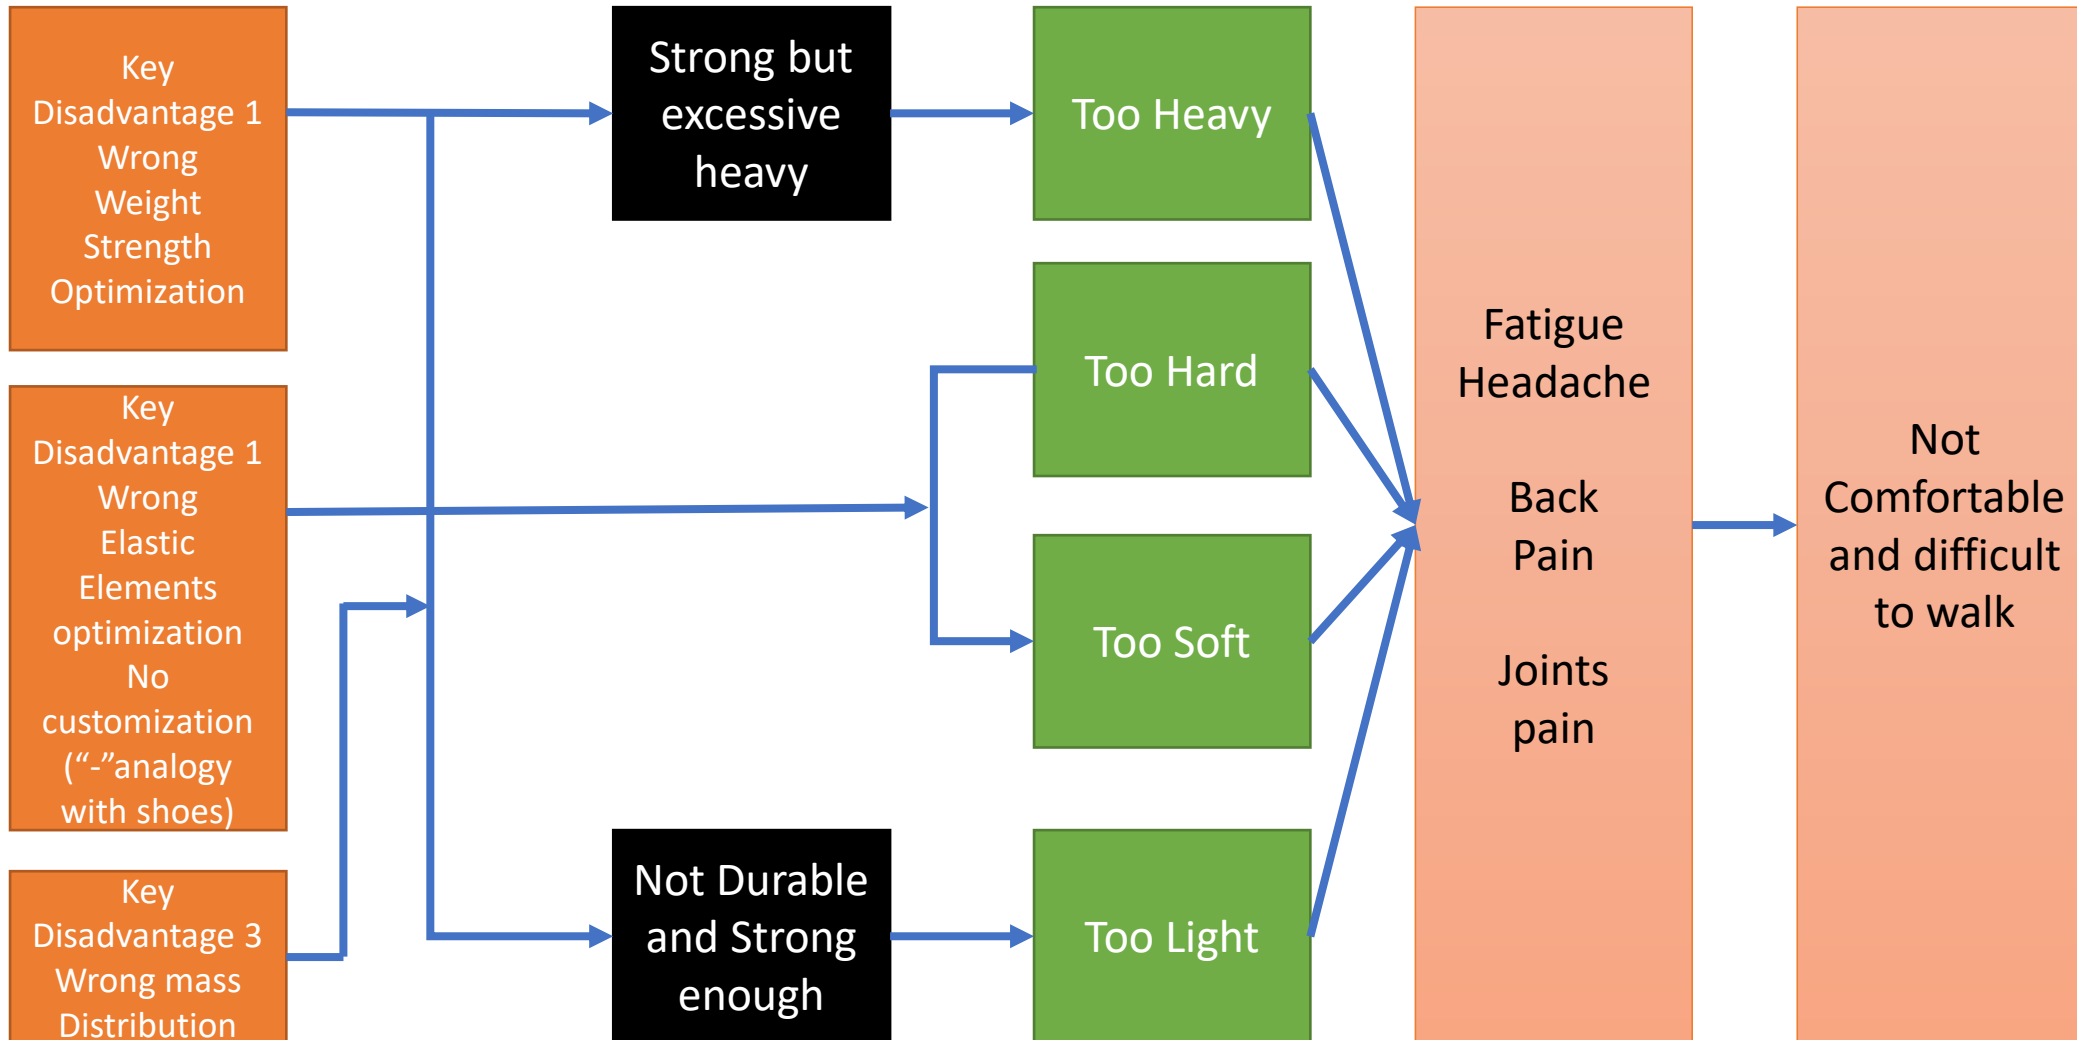 Key
Disadvantage 1
Wrong
Weight
Strength
Optimization
Key
Disadvantage 1
Wrong
Elastic
Elements
optimization
No
customization
(“-”analogy
with shoes)
Key
Disadvantage 3
Wrong mass
Distribution
Strong but
excessive
heavy
Not Durable
and Strong
enough
Too Heavy
Too Hard
Too Soft
Too Light
Fatigue
Headache
Back
Pain
Joints
pain
Not
Comfortable
and difficult
to walk